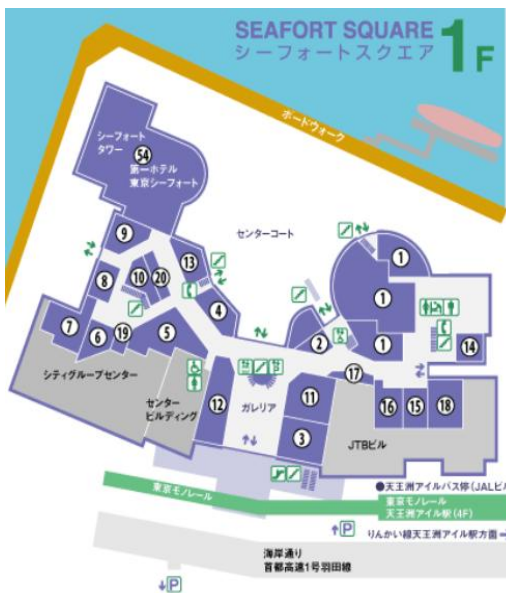 SEAFORT SQUARE
シーフォートスクエア
1F
ボードウォーク
シーフォート
タワー
54
第一ホテル
東京シーフォート
センターコート
9
13
1
8
10
20
4
1
7
6
19
5
2
1
14
シティグループセンター
センター
ビルディング
12
ガレリア
11
17
16
15
18
3
JTBビル
東京モノレール
●天王洲アイルバス停(JALビル
東京モノレール
天王洲アイル駅(4F)
P
りんかい線天王洲アイル駅方面
海岸通り
首都高速1号羽田線
P